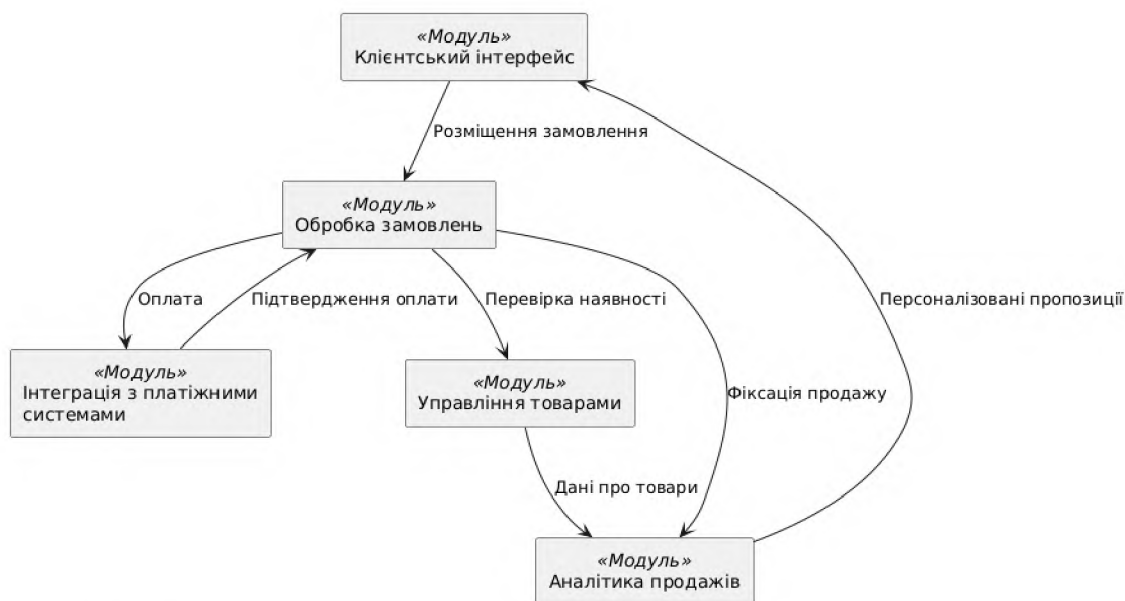 «Модуль»
Клієнтський інтерфейс
Розміщення замовлення
«Модуль»
Обробка замовлень
Оплата
Підтвердження оплати
Перевірка наявності
Персоналізовані пропозиції
«Модуль»
Інтеграція з платіжними
системами
«Модуль»
Управління товарами
Фіксація продажу
Дані про товари
«Модуль»
Аналітика продажів